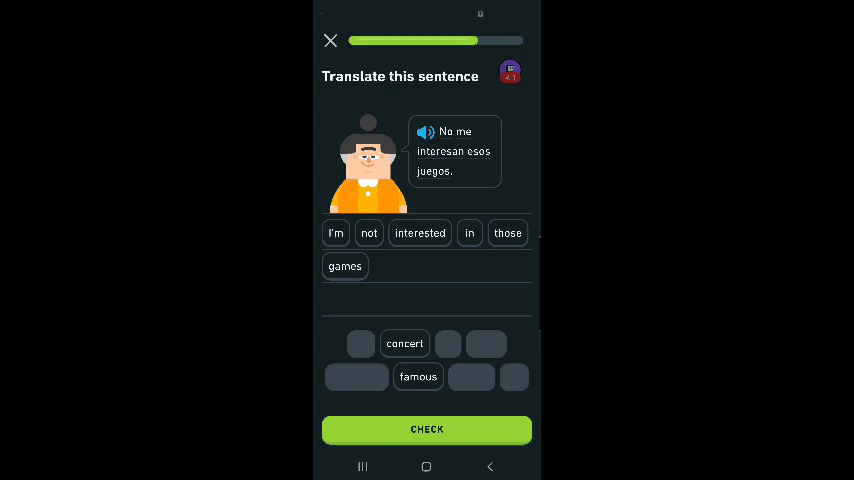 Translate this sentence
No me
interesan esos
juegos.
I'm not interested in those
games
concert
famous
CHECK